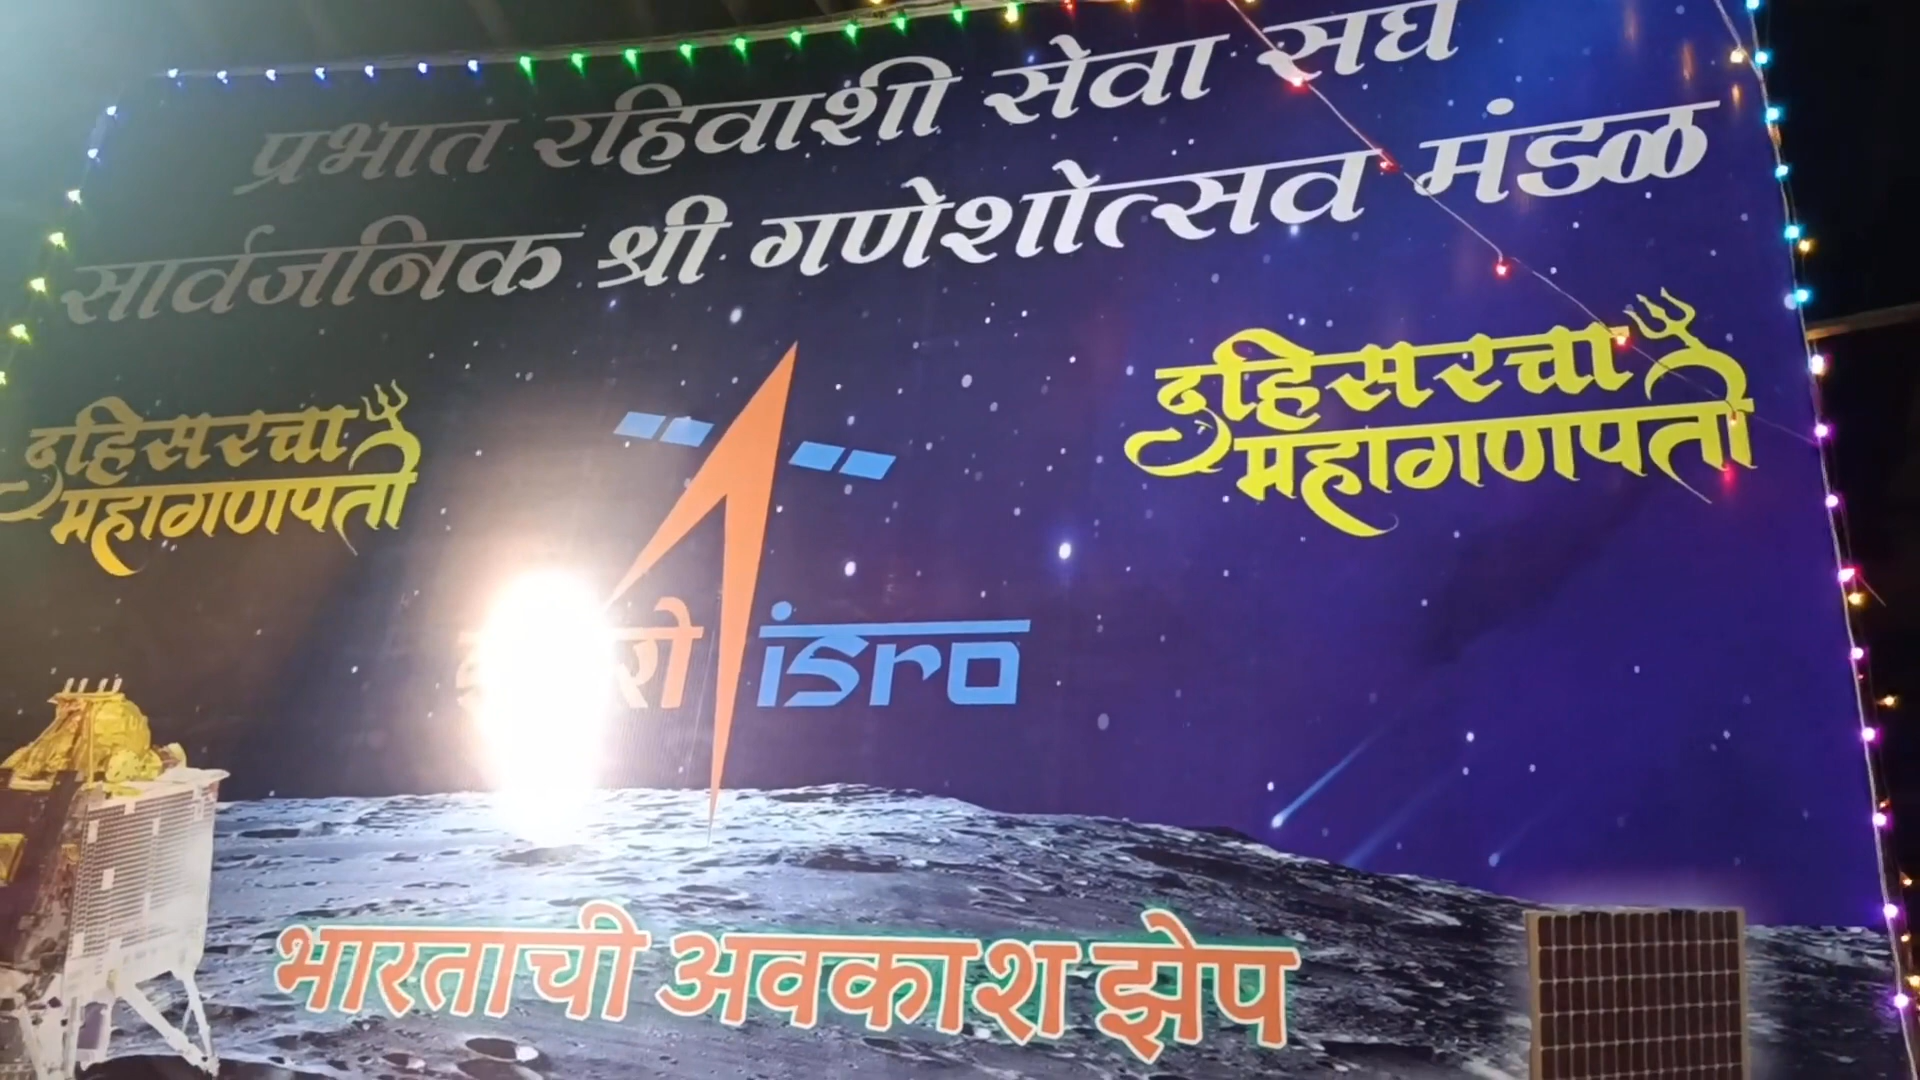 प्रभात रहिवाशी सेवा संघ
सार्वजनिक श्री गणेशोत्सव मंडळ
दहिसरचा
महागणपती
दहिसरचा
महागणपती
isro
भारताची अवकाश झेप